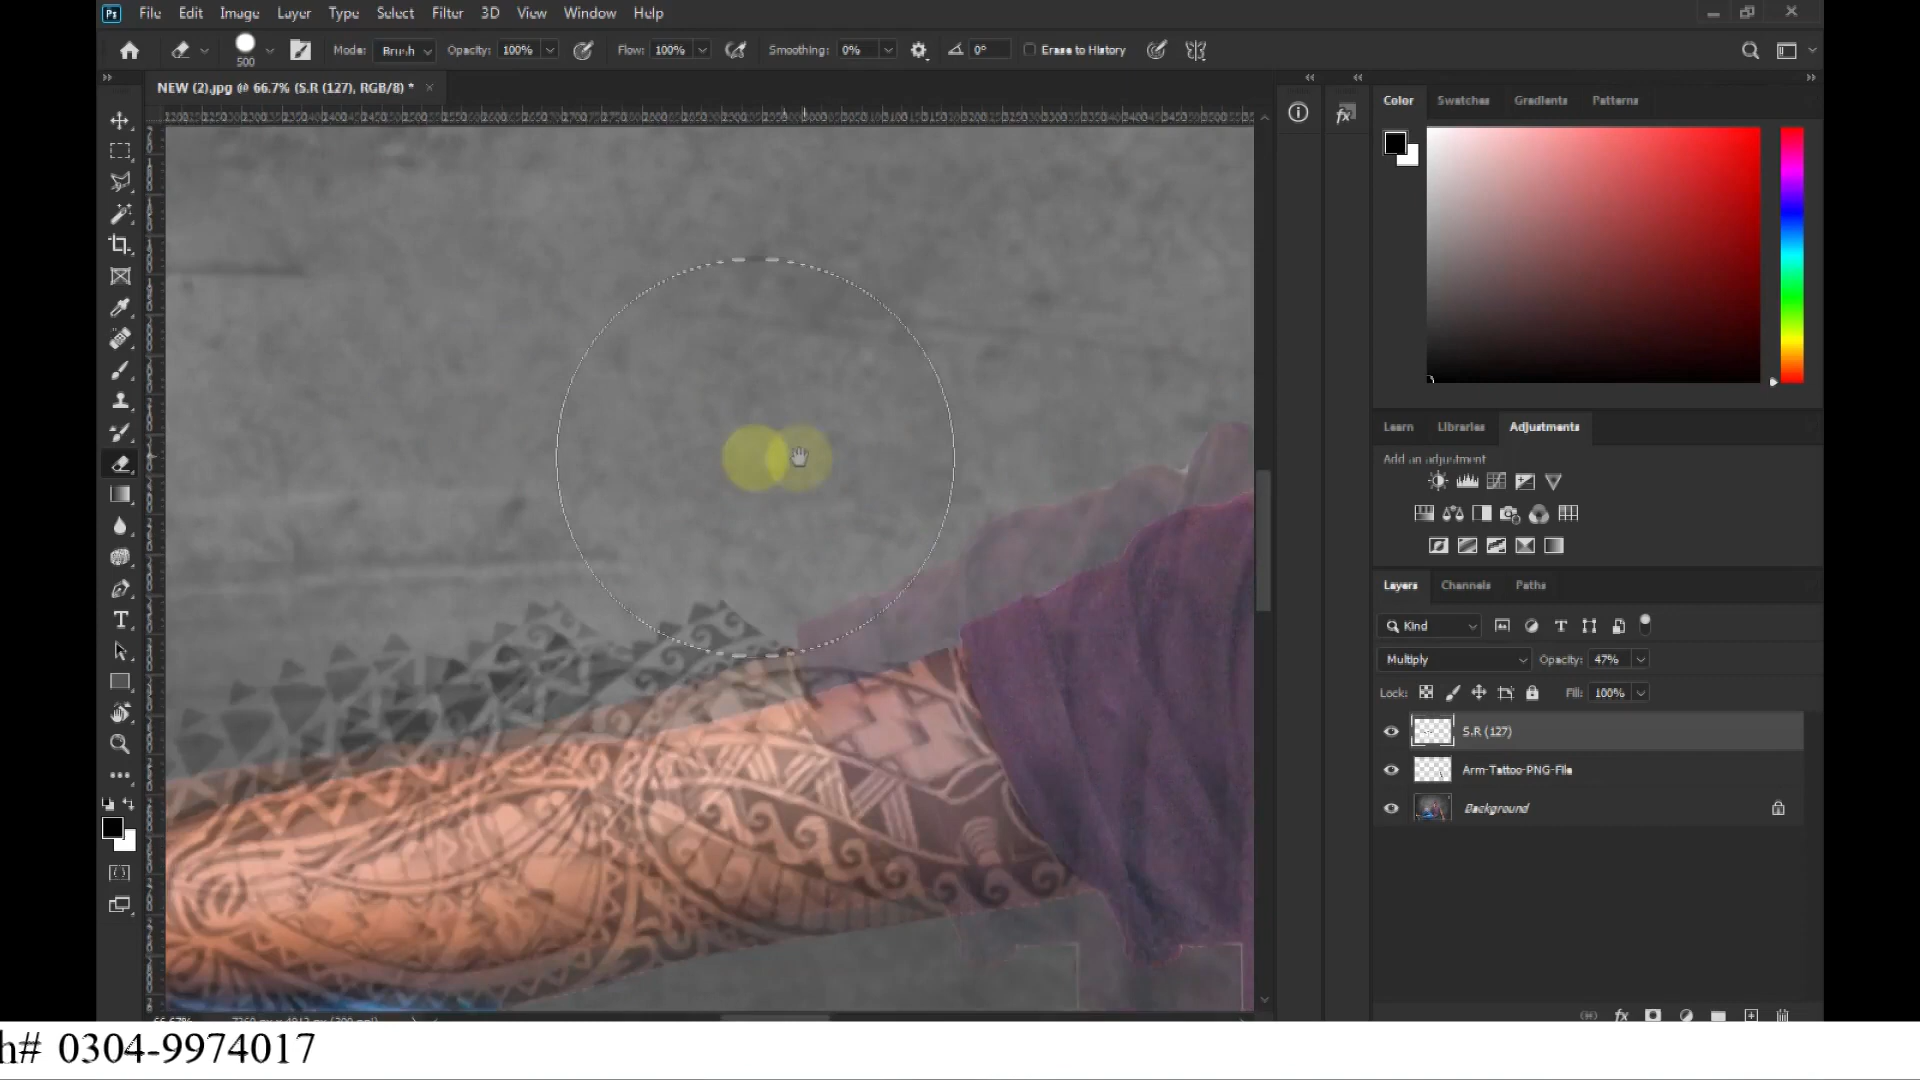 Ps File Edit Image Layer Type Select Filter 3D View Window Help
500 Mode: Brush Opacity: 100% Flow: 100% Smoothing: 0% 0° Erase to History
NEW (2).jpg @ 66.7% (S.R (127), RGB/8) *
Color Swatches Gradients Patterns
Learn Libraries Adjustments
Add an adjustment
Layers Channels Paths
Kind
Multiply Opacity: 47%
Lock: Fill: 100%
S.R (127)
Arm-Tattoo-PNG-File
Background
h# 0304-9974017